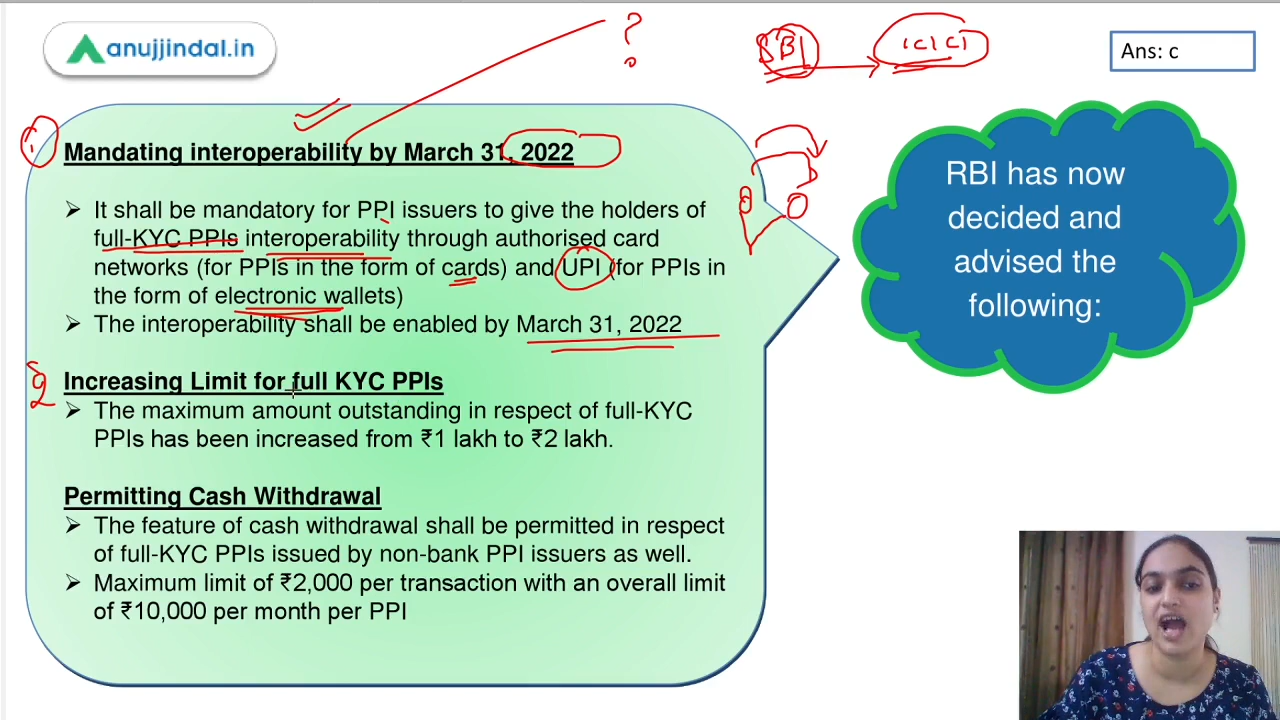 anujjindal.in
?
SBI
ICICI
Ans: c
1
Mandating interoperability by March 31, 2022
➢ It shall be mandatory for PPI issuers to give the holders of
full-KYC PPIs interoperability through authorised card
networks (for PPIs in the form of cards) and UPI (for PPIs in
the form of electronic wallets)
➢ The interoperability shall be enabled by March 31, 2022
2
Increasing Limit for full KYC PPIs
➢ The maximum amount outstanding in respect of full-KYC
PPIs has been increased from ₹1 lakh to ₹2 lakh.
Permitting Cash Withdrawal
➢ The feature of cash withdrawal shall be permitted in respect
of full-KYC PPIs issued by non-bank PPI issuers as well.
➢ Maximum limit of ₹2,000 per transaction with an overall limit
of ₹10,000 per month per PPI
RBI has now
decided and
advised the
following: